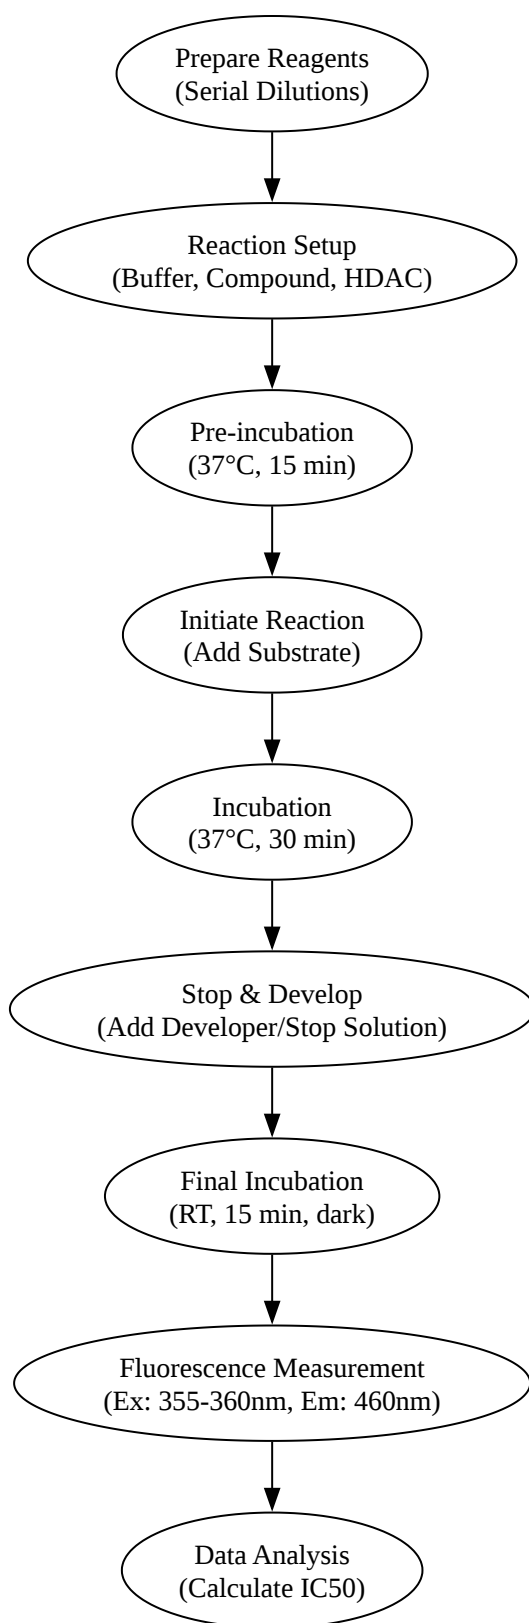 Prepare Reagents
(Serial Dilutions)
Reaction Setup
(Buffer, Compound, HDAC)
Pre-incubation
(37°C, 15 min)
Initiate Reaction
(Add Substrate)
Incubation
(37°C, 30 min)
Stop & Develop
(Add Developer/Stop Solution)
Final Incubation
(RT, 15 min, dark)
Fluorescence Measurement
(Ex: 355-360nm, Em: 460nm)
Data Analysis
(Calculate IC50)